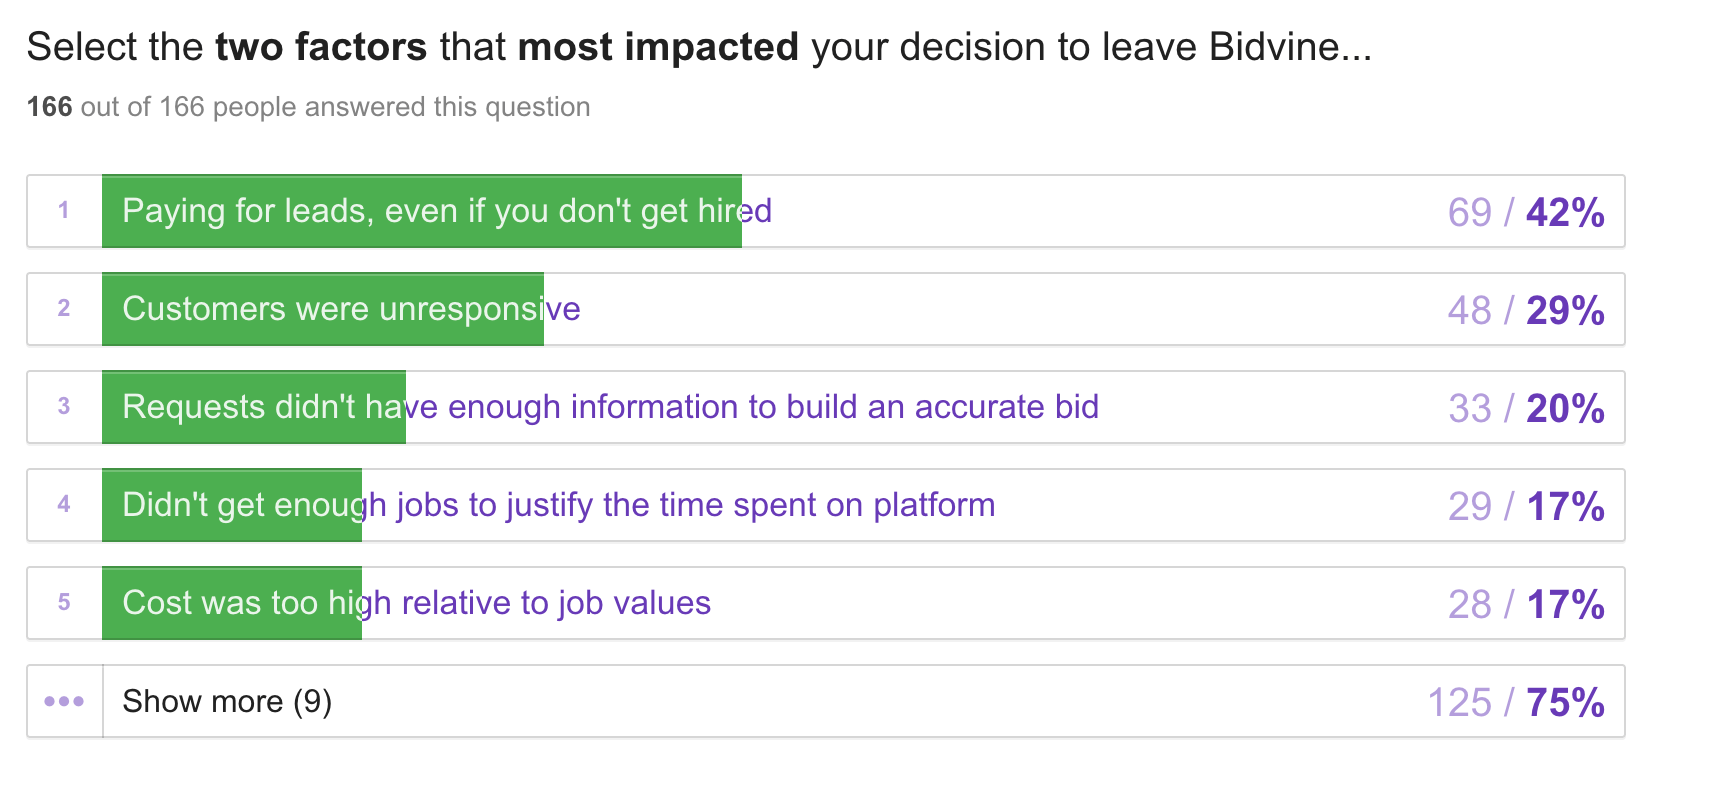 Select the two factors that most impacted your decision to leave Bidvine...
166 out of 166 people answered this question
1 Paying for leads, even if you don't get hired 69 / 42%
2 Customers were unresponsive 48 / 29%
3 Requests didn't have enough information to build an accurate bid 33 / 20%
4 Didn't get enough jobs to justify the time spent on platform 29 / 17%
5 Cost was too high relative to job values 28 / 17%
••• Show more (9) 125 / 75%